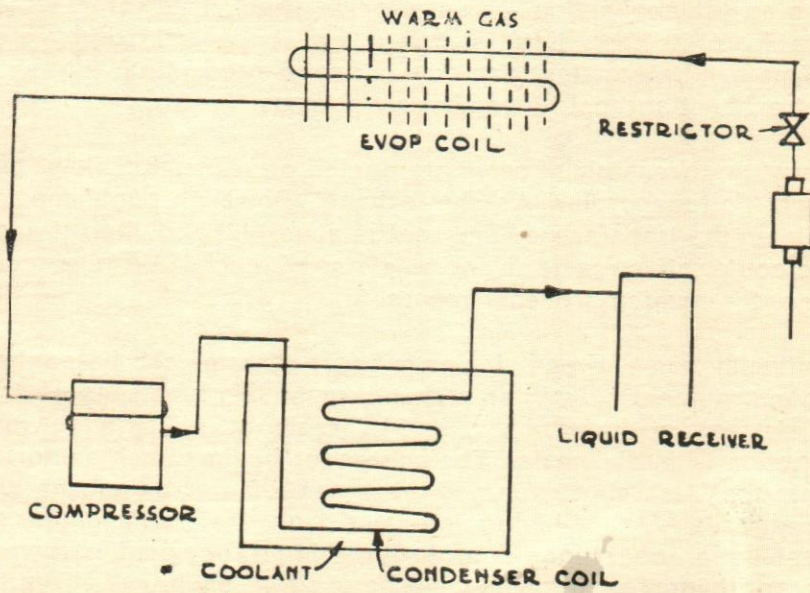 WARM GAS
EVOP COIL
RESTRICTOR
LIQUID RECEIVER
COMPRESSOR
COOLANT
CONDENSER COIL